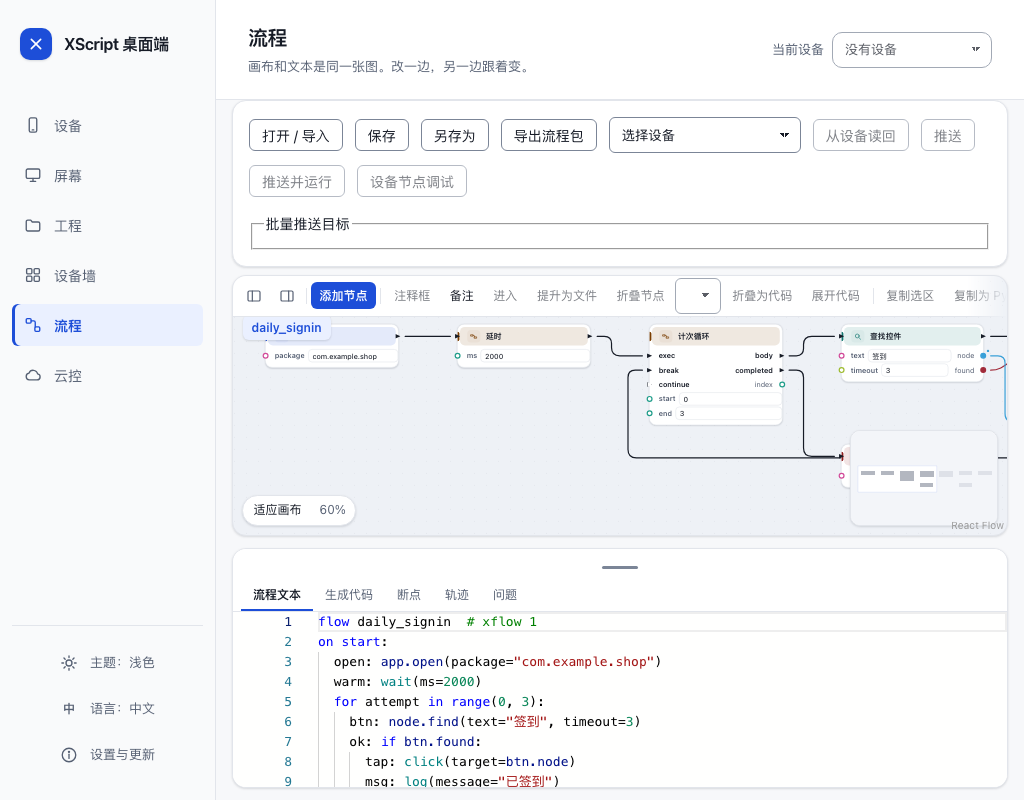 XScript 桌面端
设备
屏幕
工程
设备墙
流程
云控
主题：浅色
中 语言：中文
设置与更新
流程
画布和文本是同一张图。改一边，另一边跟着变。
当前设备 没有设备
打开 / 导入 保存 另存为 导出流程包 选择设备 从设备读回 推送
推送并运行 设备节点调试
批量推送目标
添加节点 注释框 备注 进入 提升为文件 折叠节点 折叠为代码 展开代码 复制选区 复制为 P
daily_signin
package com.example.shop
延时
ms 2000
计次循环
exec body
break completed
continue index
start 0
end 3
查找控件
text 签到 node
timeout 3 found
适应画布 60%
React Flow
流程文本 生成代码 断点 轨迹 问题
1 flow daily_signin  # xflow 1
2 on start:
3 open: app.open(package="com.example.shop")
4 warm: wait(ms=2000)
5 for attempt in range(0, 3):
6 btn: node.find(text="签到", timeout=3)
7 ok: if btn.found:
8 tap: click(target=btn.node)
9 msg: log(message="已签到")